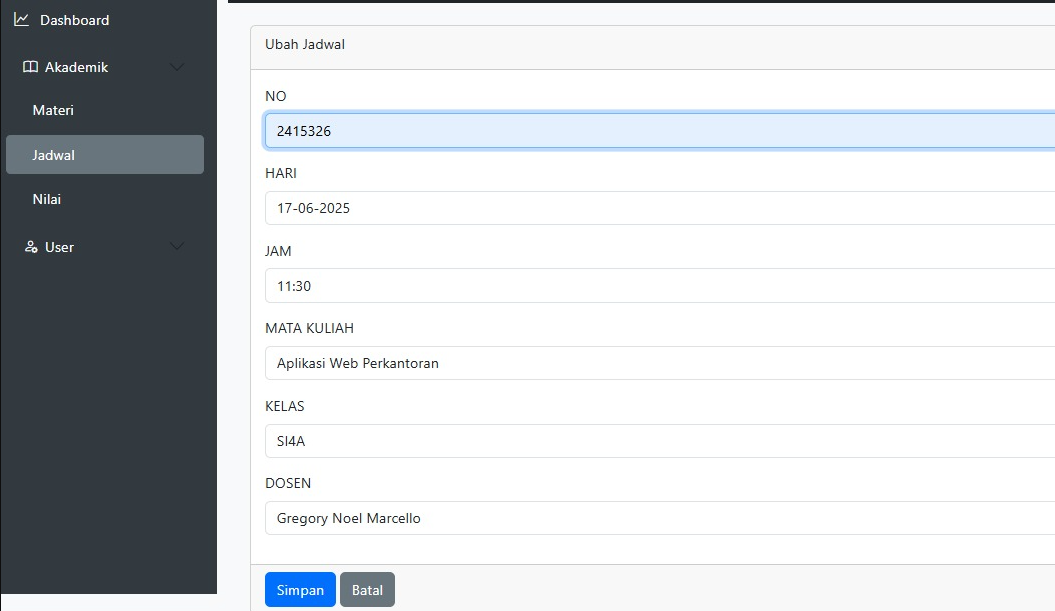 Dashboard
Akademik
Materi
Jadwal
Nilai
User
Ubah Jadwal
NO
2415326
HARI
17-06-2025
JAM
11:30
MATA KULIAH
Aplikasi Web Perkantoran
KELAS
SI4A
DOSEN
Gregory Noel Marcello
Simpan
Batal